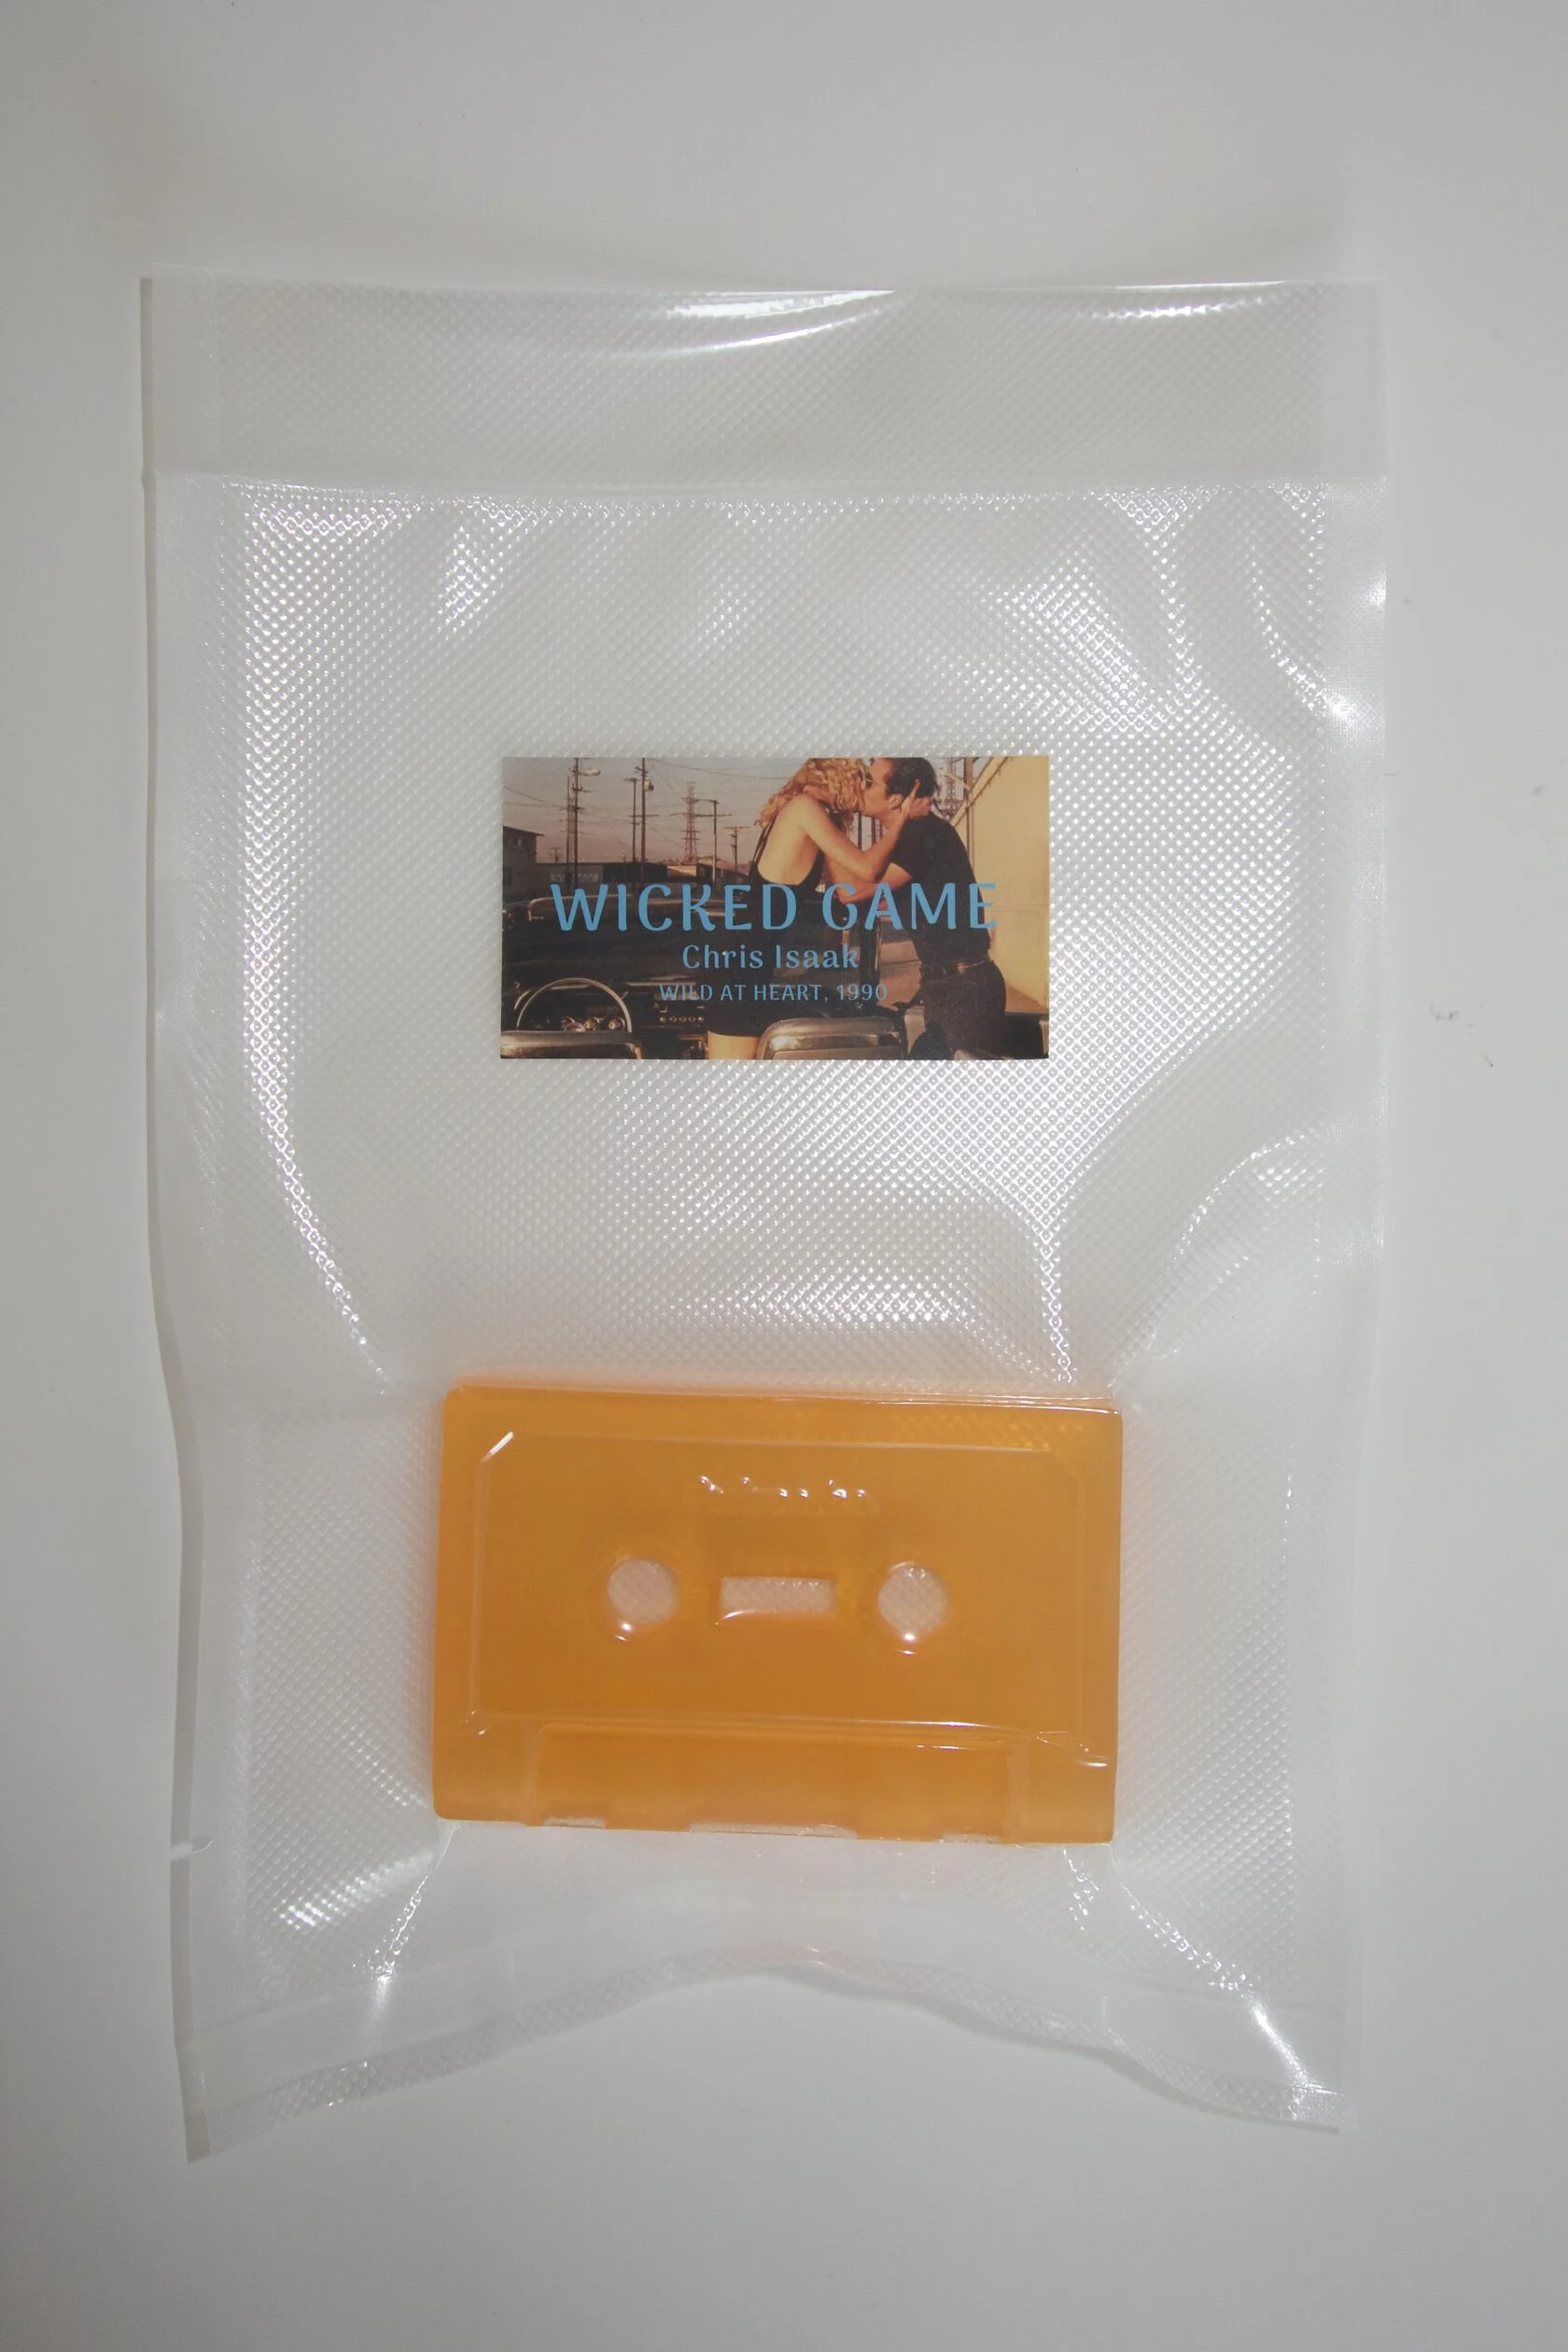 WICKED GAME
Chris Isaak
WILD AT HEART, 1990